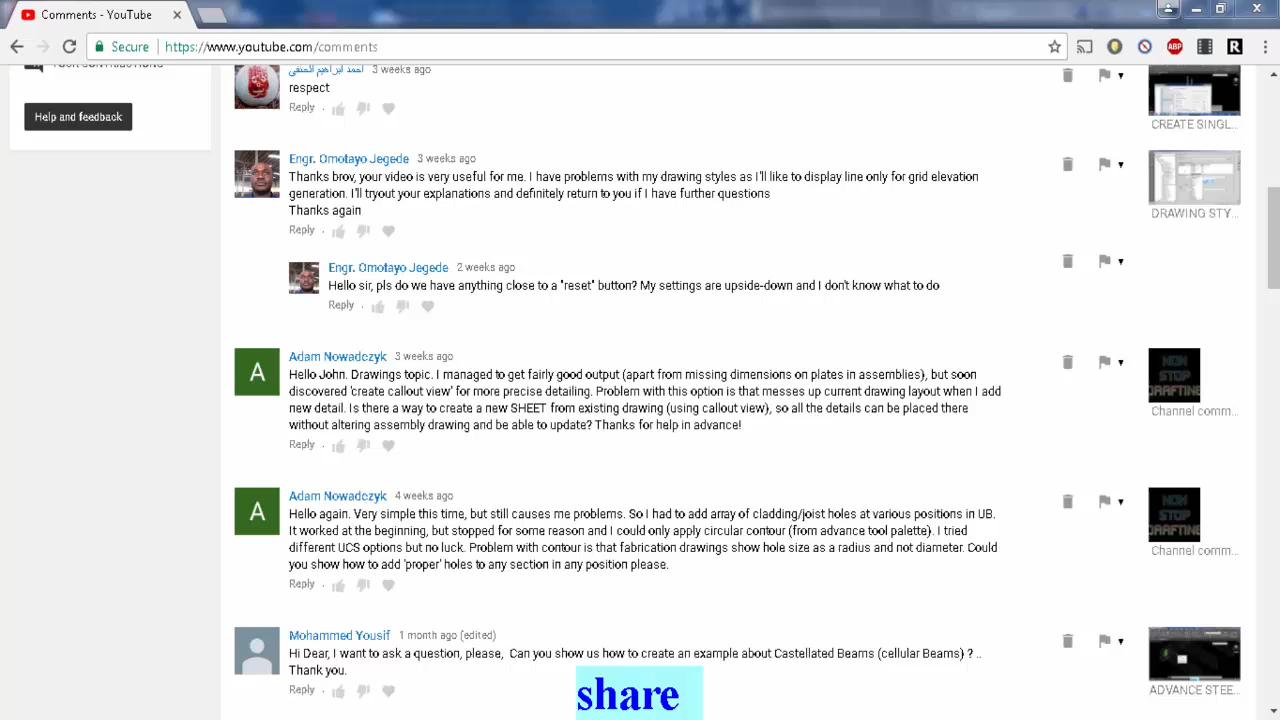 Comments - YouTube
Secure https://www.youtube.com/comments
ABP
R
Help and feedback
احمد ابراهيم الحنفي 3 weeks ago
respect
Reply .
CREATE SINGL...
Engr. Omotayo Jegede 3 weeks ago
Thanks brov, your video is very useful for me. I have problems with my drawing styles as I'll like to display line only for grid elevation
generation. I'll tryout your explanations and definitely return to you if I have further questions
Thanks again
Reply .
DRAWING STY...
Engr. Omotayo Jegede 2 weeks ago
Hello sir, pls do we have anything close to a "reset" button? My settings are upside-down and I don't know what to do
Reply .
A
Adam Nowadczyk 3 weeks ago
Hello John. Drawings topic. I managed to get fairly good output (apart from missing dimensions on plates in assemblies), but soon
discovered 'create callout view' for more precise detailing. Problem with this option is that messes up current drawing layout when I add
new detail. Is there a way to create a new SHEET from existing drawing (using callout view), so all the details can be placed there
without altering assembly drawing and be able to update? Thanks for help in advance!
Reply .
NON
STOP
DRAFTING
Channel comm...
A
Adam Nowadczyk 4 weeks ago
Hello again. Very simple this time, but still causes me problems. So I had to add array of cladding/joist holes at various positions in UB.
It worked at the beginning, but stopped for some reason and I could only apply circular contour (from advance tool palette). I tried
different UCS options but no luck. Problem with contour is that fabrication drawings show hole size as a radius and not diameter. Could
you show how to add 'proper' holes to any section in any position please.
Reply .
NON
STOP
DRAFTING
Channel comm...
Mohammed Yousif 1 month ago (edited)
Hi Dear, I want to ask a question, please, can you show us how to create an example about Castellated Beams (cellular Beams) ? ..
Thank you.
Reply .
ADVANCE STEE...
share